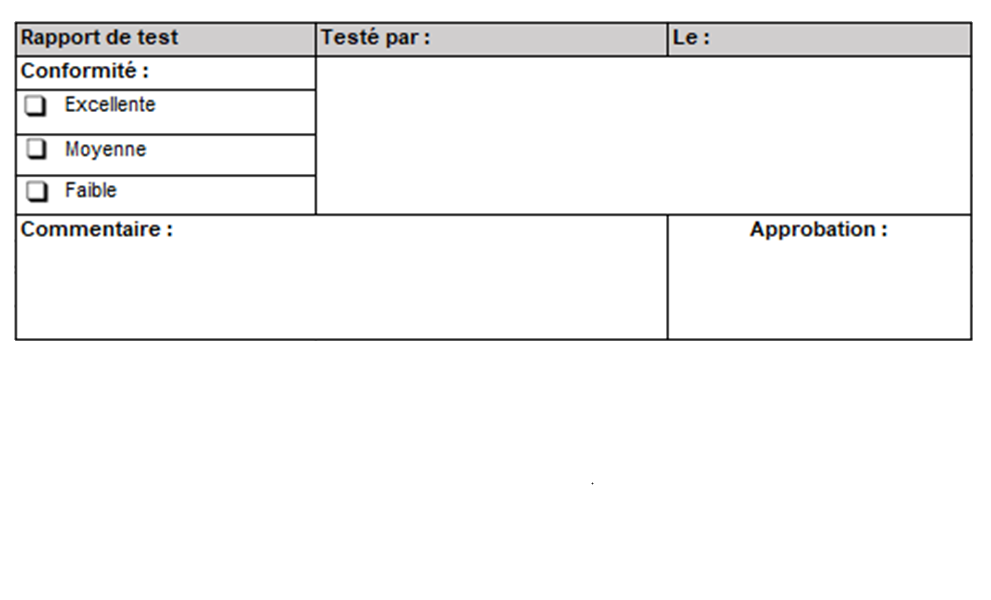 Rapport de test
Testé par :
Le :
Conformité :
Excellente
Moyenne
Faible
Commentaire :
Approbation :